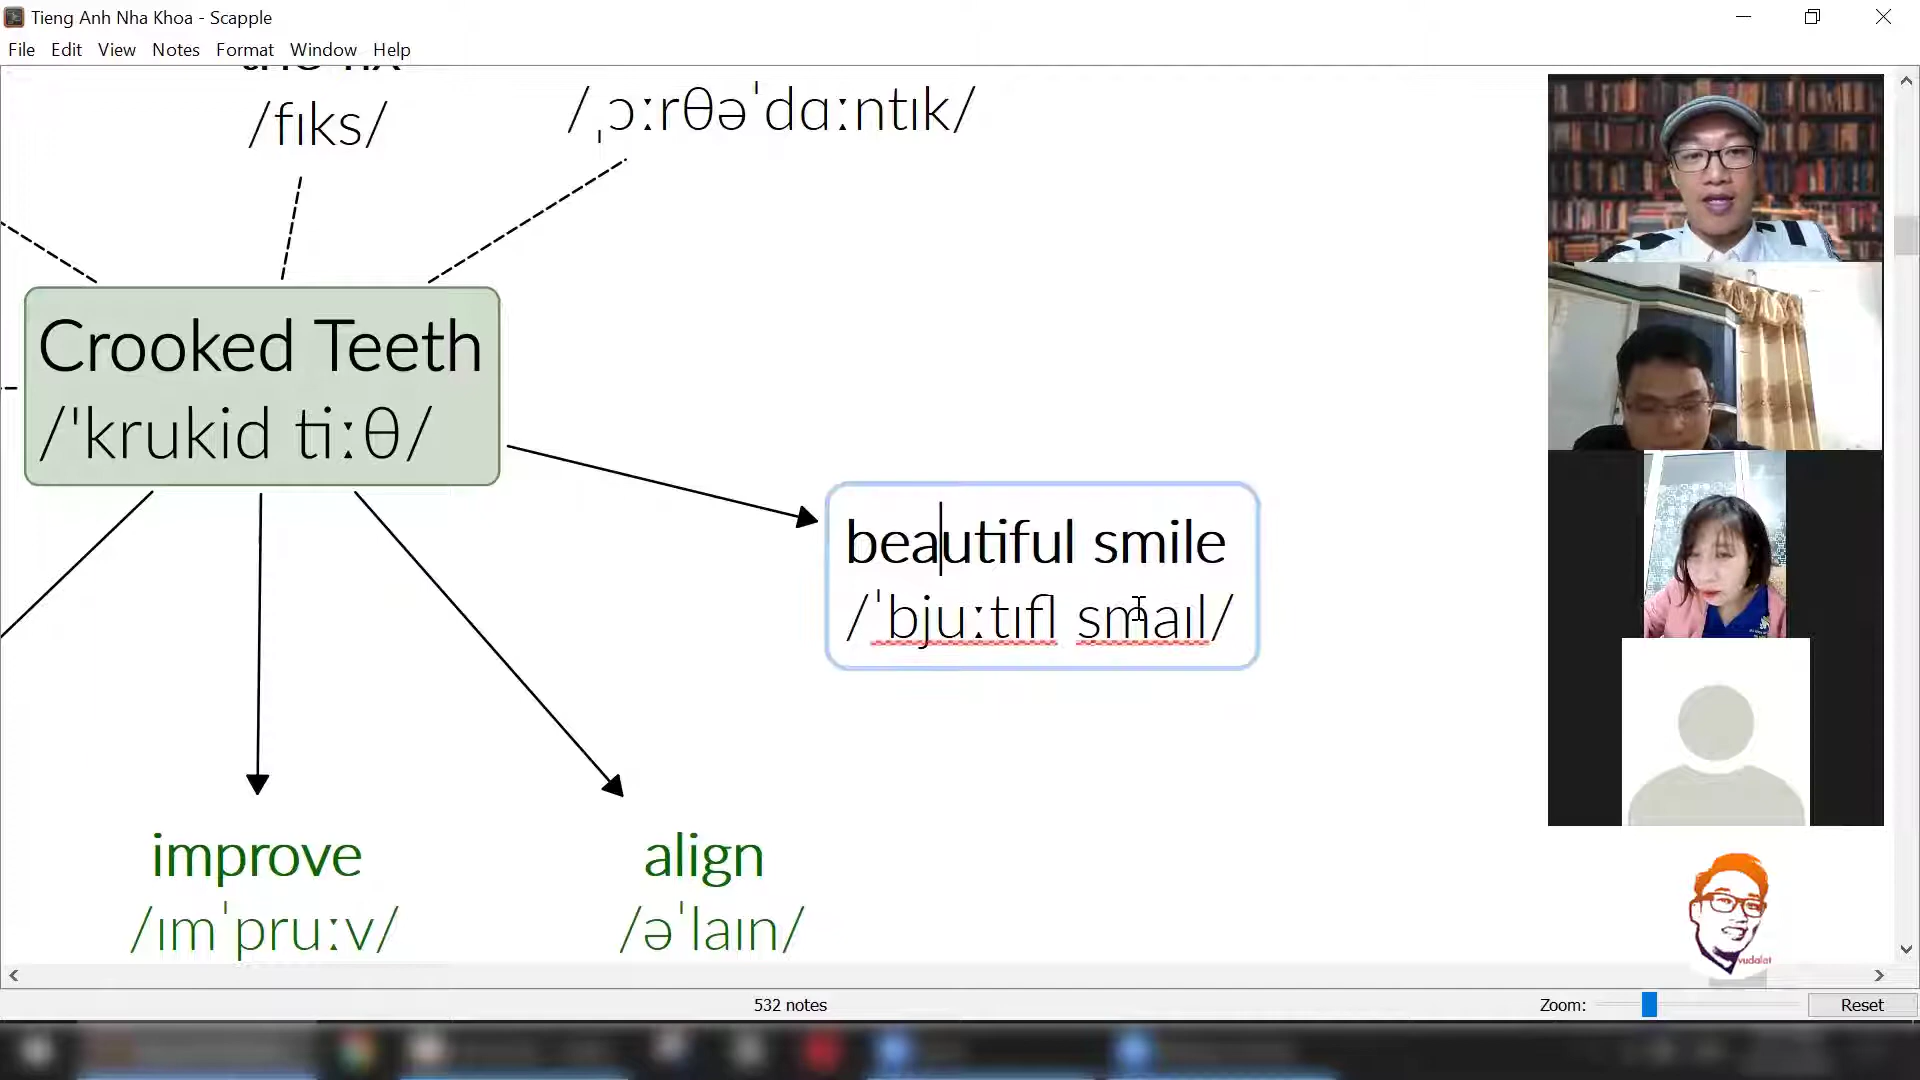 Tieng Anh Nha Khoa - Scapple
File Edit View Notes Format Window Help
/fɪks/
/ˌɔːrθəˈdɑːntɪk/
Crooked Teeth
/'krukid tiːθ/
beautiful smile
/ˈbjuːtɪfl smaɪl/
improve
/ɪmˈpruːv/
align
/əˈlaɪn/
vudalat
532 notes
Zoom:
Reset